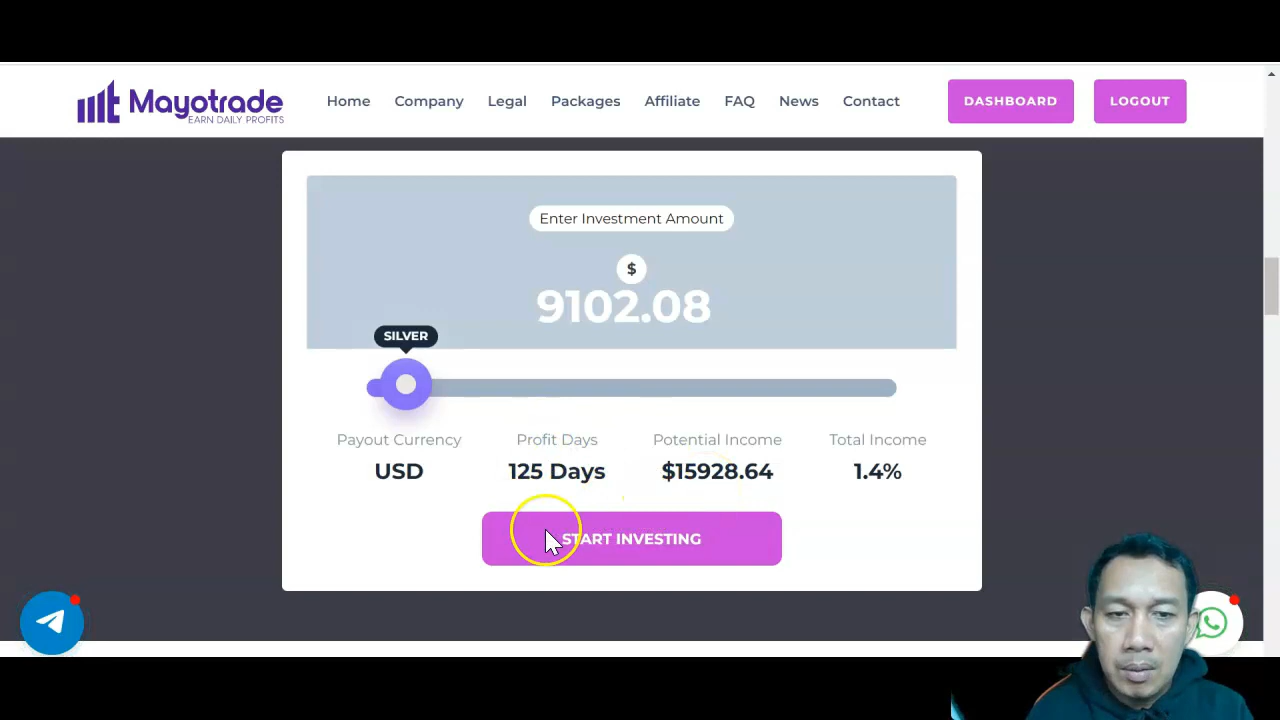 Mayotrade
EARN DAILY PROFITS
Home Company Legal Packages Affiliate FAQ News Contact DASHBOARD LOGOUT
Enter Investment Amount
$
9102.08
SILVER
Payout Currency Profit Days Potential Income Total Income
USD 125 Days $15928.64 1.4%
START INVESTING